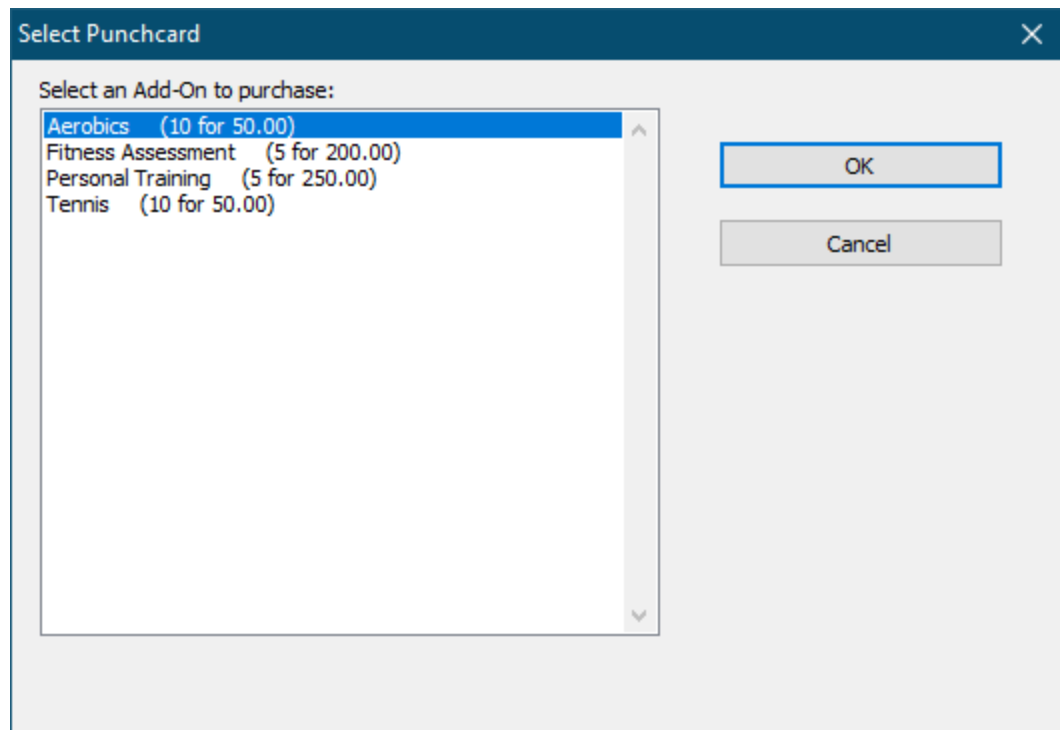 Select Punchcard
Select an Add-On to purchase:
Aerobics (10 for 50.00)
Fitness Assessment (5 for 200.00)
Personal Training (5 for 250.00)
Tennis (10 for 50.00)
OK
Cancel